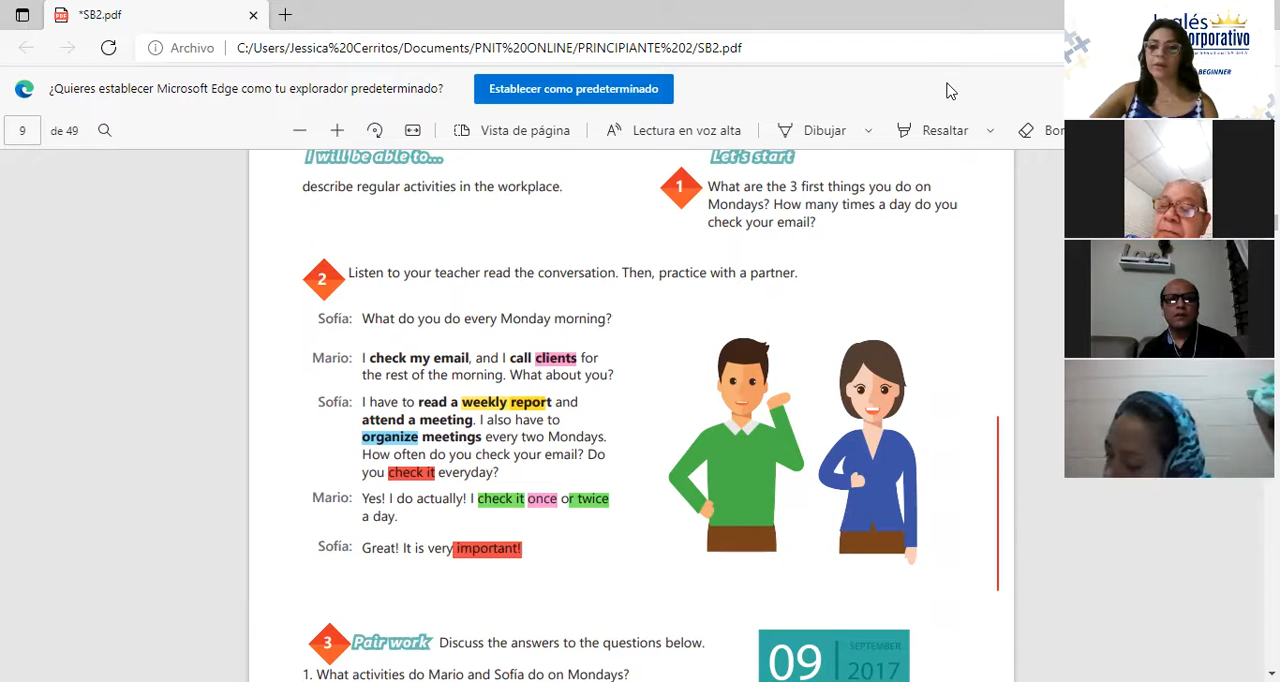 *SB2.pdf
Archivo
C:/Users/Jessica%20Cerritos/Documents/PNIT%20ONLINE/PRINCIPIANTE%202/SB2.pdf
¿Quieres establecer Microsoft Edge como tu explorador predeterminado?
Establecer como predeterminado
9 de 49
Vista de página
Lectura en voz alta
Dibujar
Resaltar
Bor
Inglés
orporativo
BEGINNER
I will be able to...
describe regular activities in the workplace.
Let's start
1
What are the 3 first things you do on
Mondays? How many times a day do you
check your email?
2 Listen to your teacher read the conversation. Then, practice with a partner.
Sofía: What do you do every Monday morning?
Mario: I check my email, and I call clients for
the rest of the morning. What about you?
Sofía: I have to read a weekly report and
attend a meeting. I also have to
organize meetings every two Mondays.
How often do you check your email? Do
you check it everyday?
Mario: Yes! I do actually! I check it once or twice
a day.
Sofía: Great! It is very important!
3 Pair work Discuss the answers to the questions below.
1. What activities do Mario and Sofía do on Mondays?
09 SEPTEMBER
2017